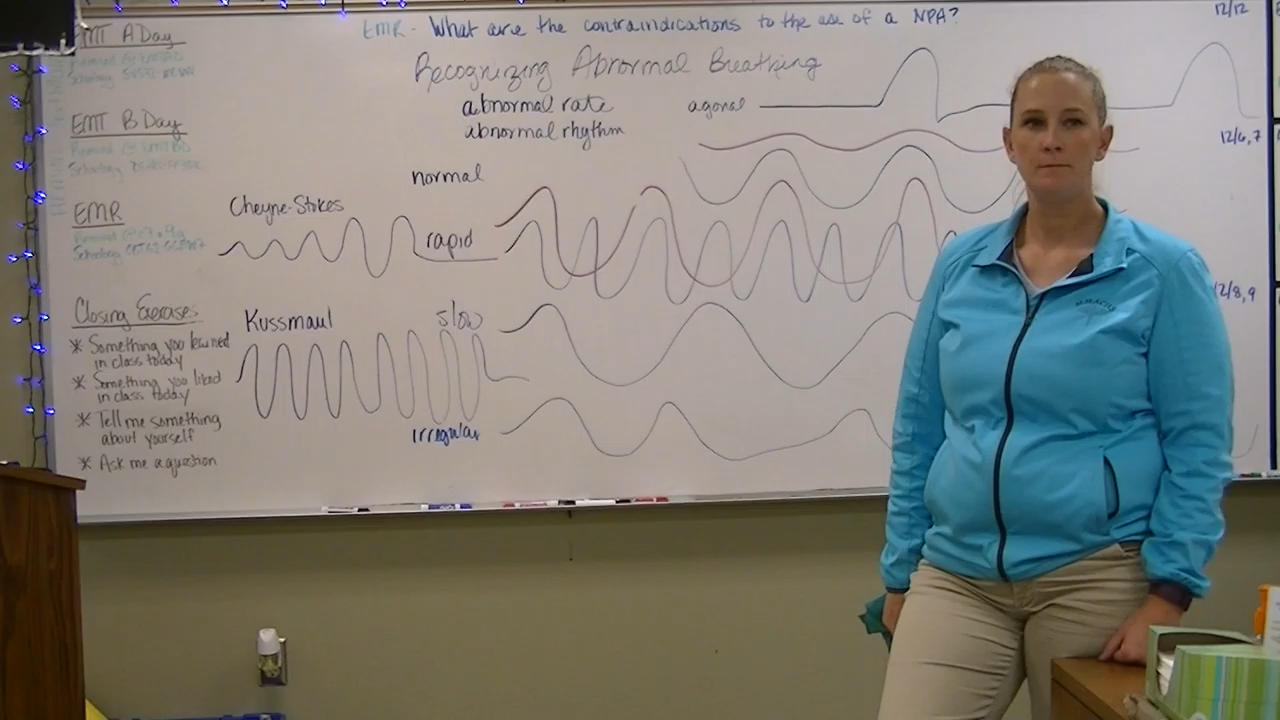 EMR - What are the contraindications to the use of a NPA?
12/12
Recognizing Abnormal Breathing
abnormal rate
abnormal rhythm
agonal
12/6,7
12/8,9
normal
Cheyne-Stokes
rapid
Kussmaul
slow
irregular
EMT A Day
EMT B Day
EMR
Closing Exercises
* Something you learned
in class today
* Something you liked
in class today
* Tell me something
about yourself
* Ask me a question